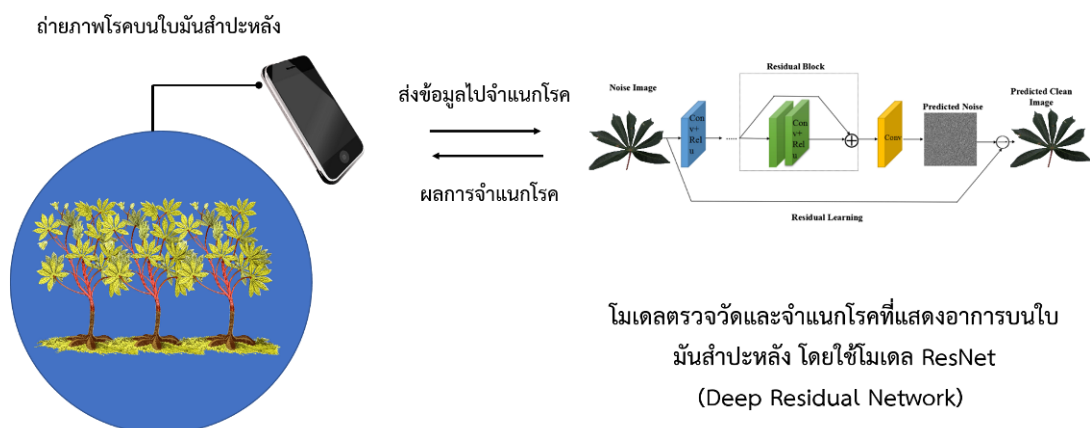 ถ่ายภาพโรคบนใบมันสำปะหลัง
ส่งข้อมูลไปจำแนกโรค
ผลการจำแนกโรค
Residual Block
Noise Image
Con
v+
Rel
u
Con
v+
Rel
u
Conv
Predicted Noise
Predicted Clean
Image
Residual Learning
โมเดลตรวจวัดและจำแนกโรคที่แสดงอาการบนใบ
มันสำปะหลัง โดยใช้โมเดล ResNet
(Deep Residual Network)